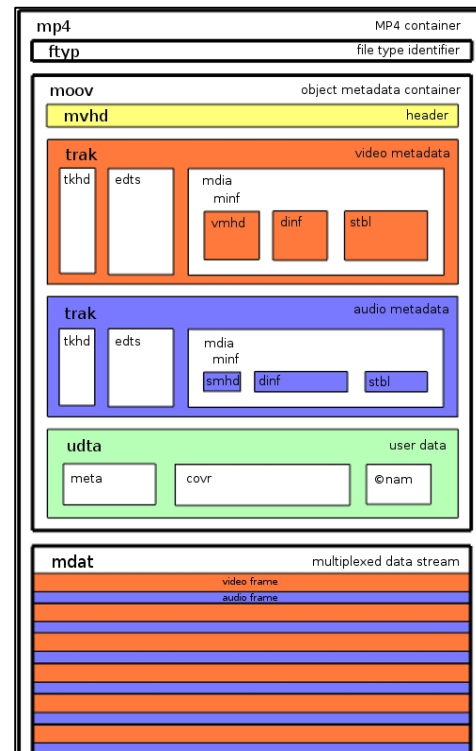 mp4 MP4 container
ftyp file type identifier
moov object metadata container
mvhd header
trak video metadata
tkhd edts mdia
minf
vmhd dinf stbl
trak audio metadata
tkhd edts mdia
minf
smhd dinf stbl
udta user data
meta covr ©nam
mdat multiplexed data stream
video frame
audio frame